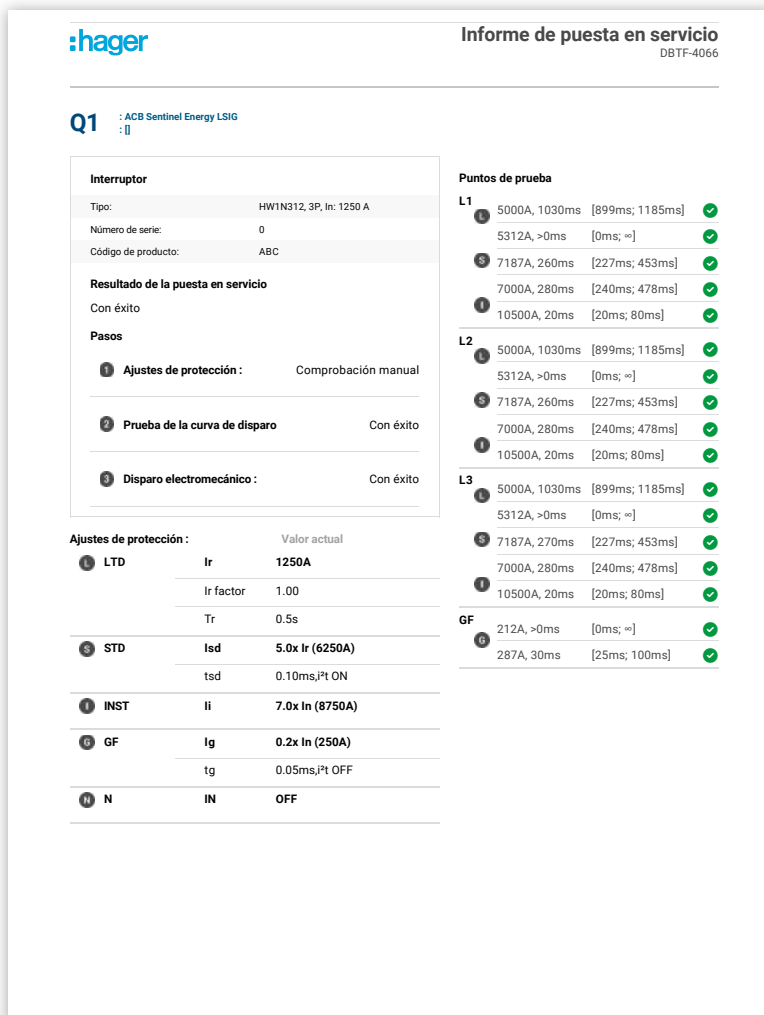 :hager
Informe de puesta en servicio
DBTF-4066
Q1
: ACB Sentinel Energy LSIG
: []
Interruptor
Tipo: HW1N312, 3P, In: 1250 A
Número de serie: 0
Código de producto: ABC
Resultado de la puesta en servicio
Con éxito
Pasos
1 Ajustes de protección : Comprobación manual
2 Prueba de la curva de disparo Con éxito
3 Disparo electromecánico : Con éxito
Ajustes de protección : Valor actual
L LTD Ir 1250A
Ir factor 1.00
Tr 0.5s
S STD Isd 5.0x Ir (6250A)
tsd 0.10ms,i²t ON
I INST Ii 7.0x In (8750A)
G GF Ig 0.2x In (250A)
tg 0.05ms,i²t OFF
N N IN OFF
Puntos de prueba
L1
L 5000A, 1030ms [899ms; 1185ms]
5312A, >0ms [0ms; ∞]
S 7187A, 260ms [227ms; 453ms]
7000A, 280ms [240ms; 478ms]
I 10500A, 20ms [20ms; 80ms]
L2
L 5000A, 1030ms [899ms; 1185ms]
5312A, >0ms [0ms; ∞]
S 7187A, 260ms [227ms; 453ms]
7000A, 280ms [240ms; 478ms]
I 10500A, 20ms [20ms; 80ms]
L3
L 5000A, 1030ms [899ms; 1185ms]
5312A, >0ms [0ms; ∞]
S 7187A, 270ms [227ms; 453ms]
7000A, 280ms [240ms; 478ms]
I 10500A, 20ms [20ms; 80ms]
GF
212A, >0ms [0ms; ∞]
G 287A, 30ms [25ms; 100ms]